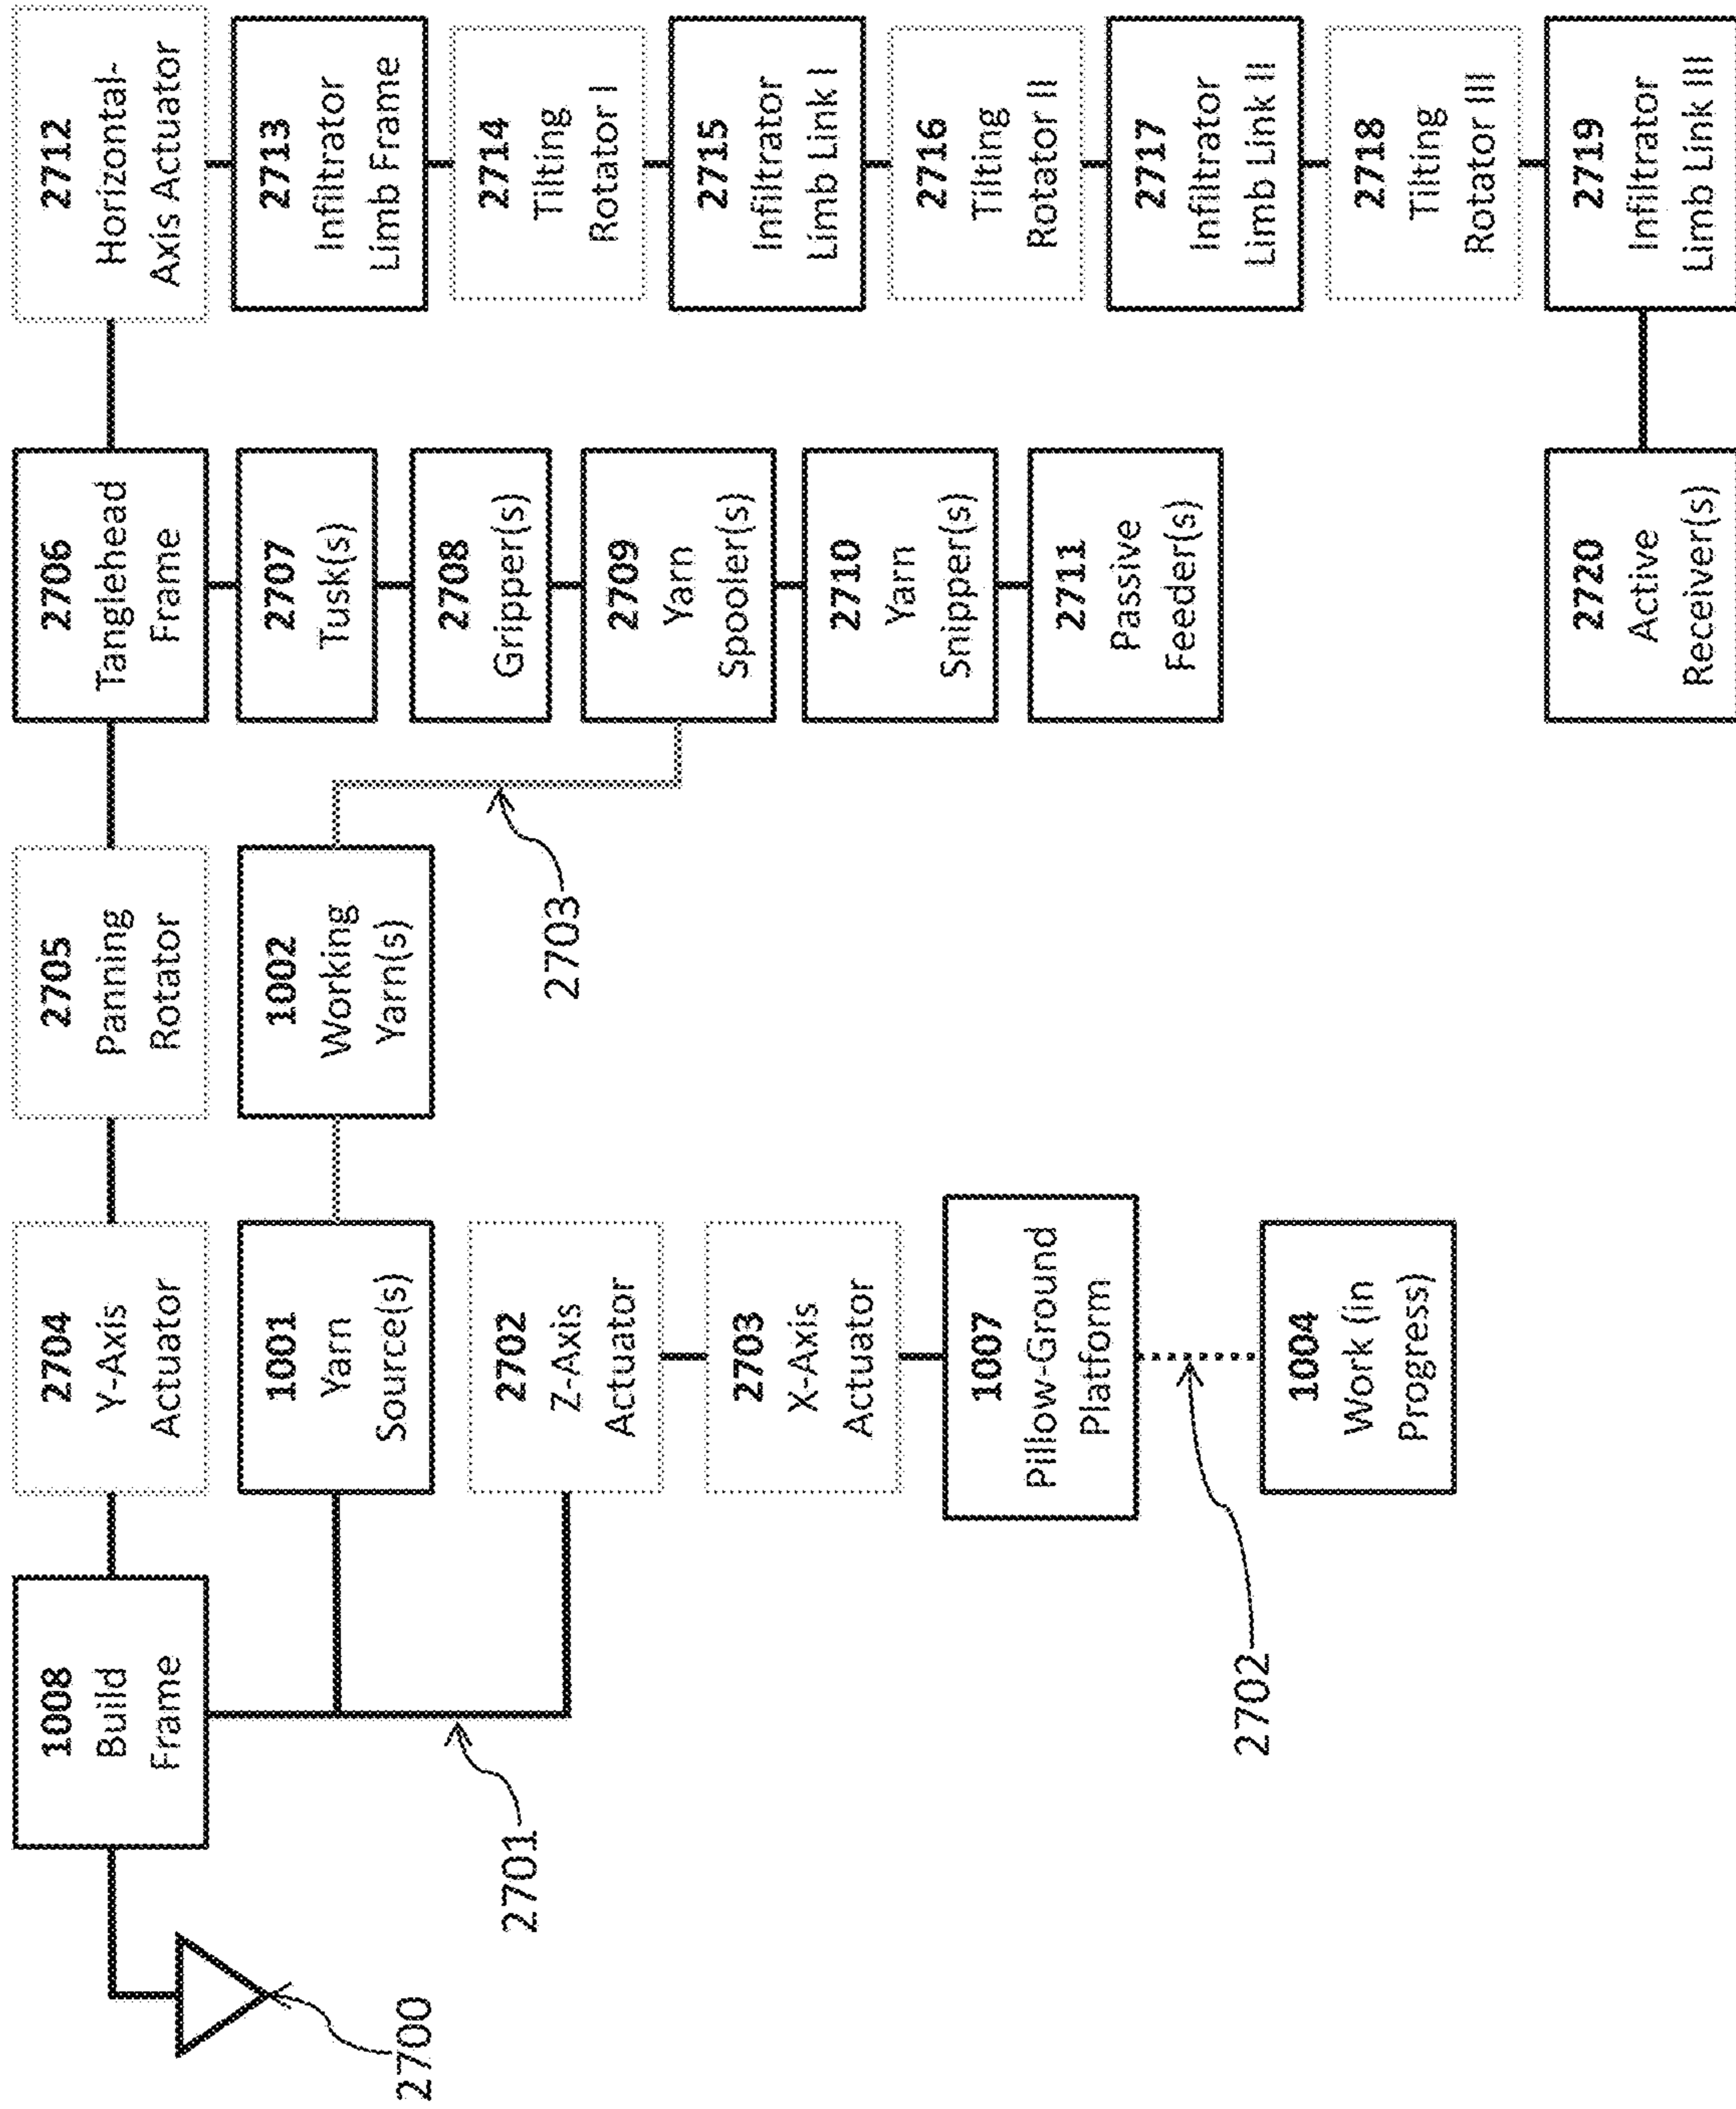 2700
1008
Build
Frame
2701
2704
Y-Axis
Actuator
1001
Yarn
Source(s)
2702
Z-Axis
Actuator
2703
X-Axis
Actuator
1007
Pillow-Ground
Platform
2702
1004
Work (in
Progress)
2705
Panning
Rotator
1002
Working
Yarn(s)
2703
2706
Tanglehead
Frame
2707
Tusk(s)
2708
Gripper(s)
2709
Yarn
Spooler(s)
2710
Yarn
Snipper(s)
2711
Passive
Feeder(s)
2712
Horizontal-
Axis Actuator
2713
Infiltrator
Limb Frame
2714
Tilting
Rotator I
2715
Infiltrator
Limb Link I
2716
Tilting
Rotator II
2717
Infiltrator
Limb Link II
2718
Tilting
Rotator III
2719
Infiltrator
Limb Link III
2720
Active
Receiver(s)